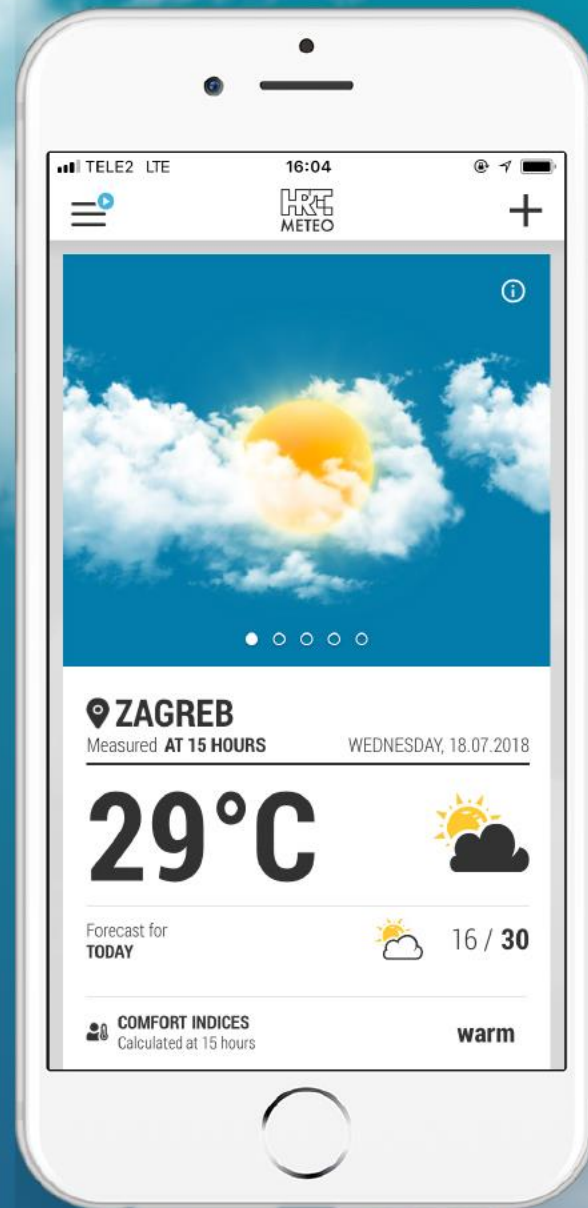 TELE2 LTE 16:04
HRT
METEO
ZAGREB
Measured AT 15 HOURS WEDNESDAY, 18.07.2018
29°C
Forecast for
TODAY
16 / 30
COMFORT INDICES
Calculated at 15 hours
warm